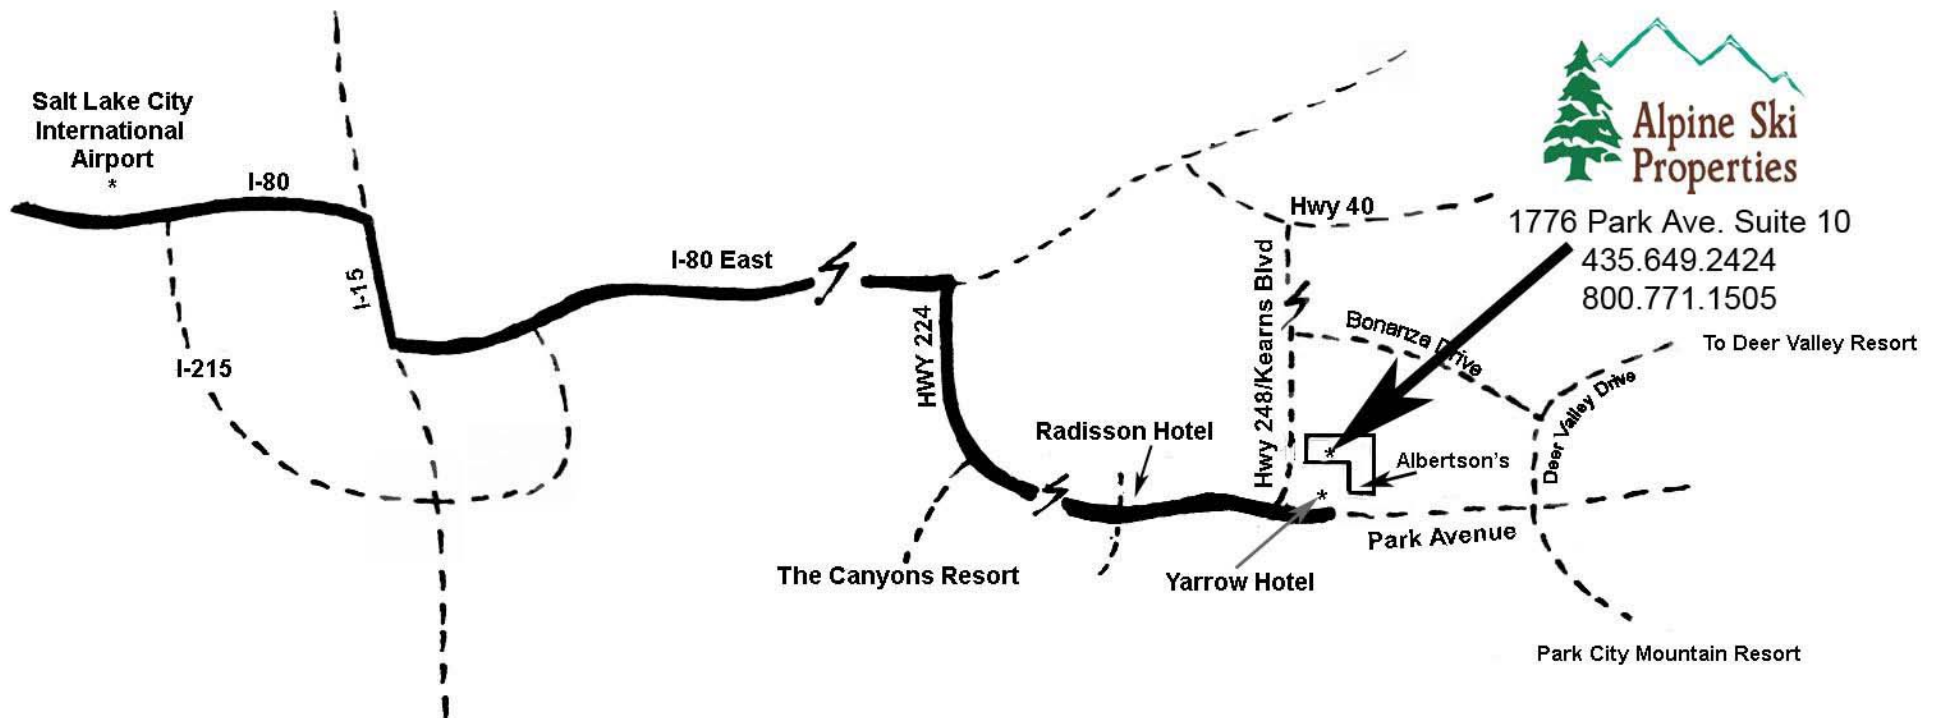 Salt Lake City
International
Airport
*
I-80
I-15
I-215
I-80 East
HWY 224
The Canyons Resort
Radisson Hotel
Yarrow Hotel
*
Hwy 248/Kearns Blvd
Hwy 40
Bonanza Drive
*
Albertson's
Park Avenue
Deer Valley Drive
To Deer Valley Resort
Park City Mountain Resort
Alpine Ski
Properties
1776 Park Ave. Suite 10
435.649.2424
800.771.1505